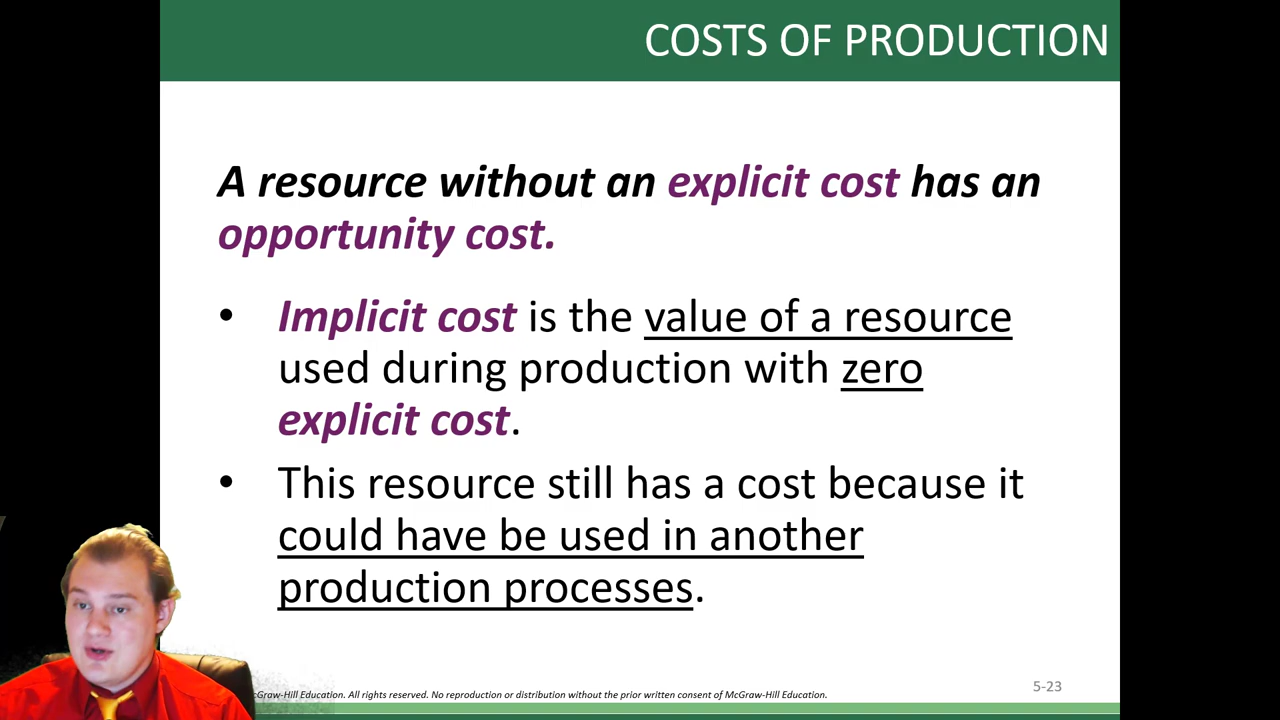 COSTS OF PRODUCTION
A resource without an explicit cost has an
opportunity cost.
• Implicit cost is the value of a resource
used during production with zero
explicit cost.
• This resource still has a cost because it
could have be used in another
production processes.
McGraw-Hill Education. All rights reserved. No reproduction or distribution without the prior written consent of McGraw-Hill Education.
5-23